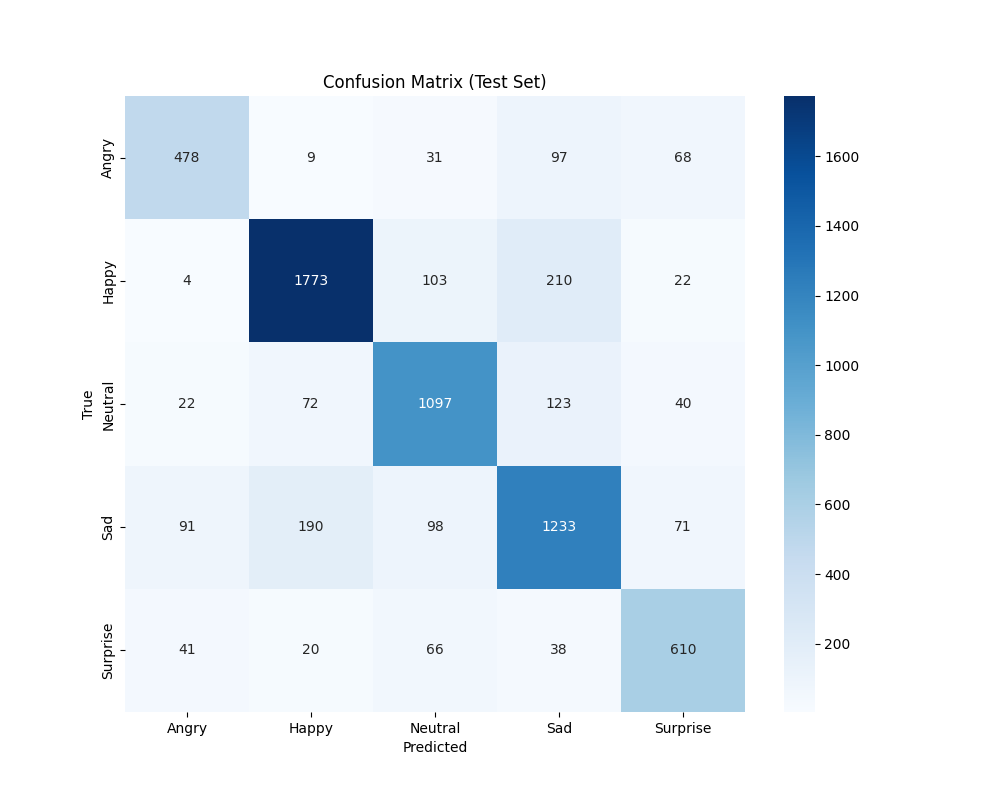 Confusion Matrix (Test Set)
Angry 478 9 31 97 68
Happy 4 1773 103 210 22
Neutral 22 72 1097 123 40
Sad 91 190 98 1233 71
Surprise 41 20 66 38 610
True
Angry Happy Neutral Sad Surprise
Predicted
1600
1400
1200
1000
800
600
400
200